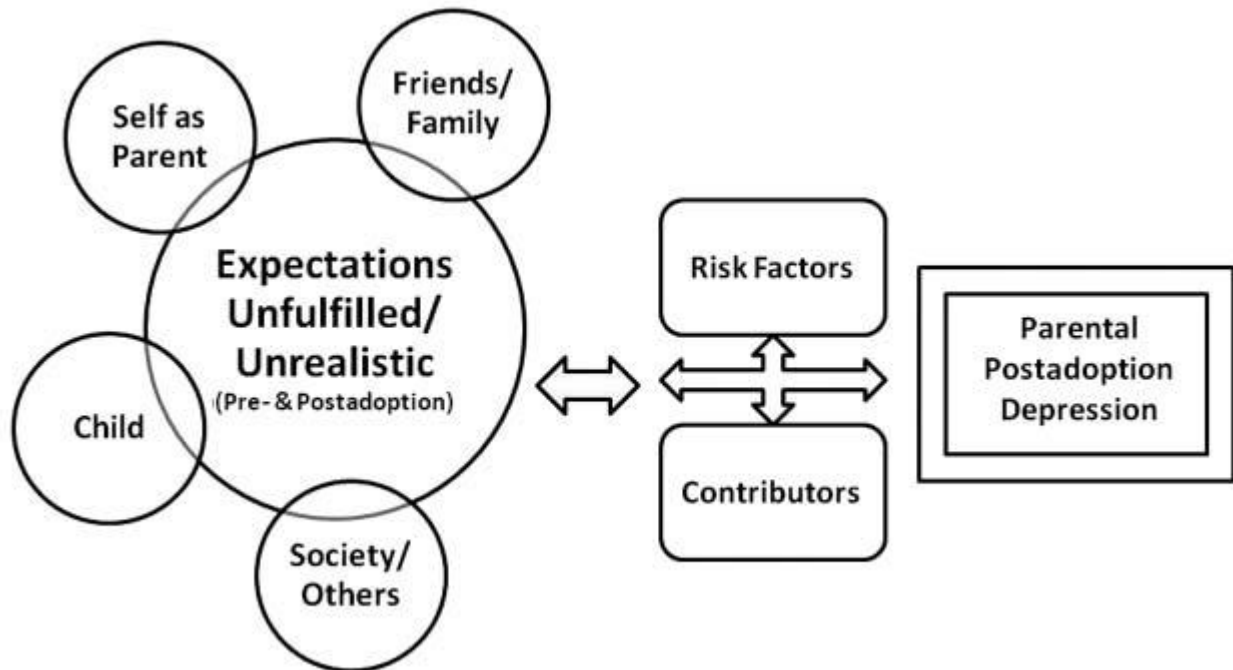 Self as
Parent
Friends/
Family
Expectations
Unfulfilled/
Unrealistic
(Pre- & Postadoption)
Child
Society/
Others
Risk Factors
Contributors
Parental
Postadoption
Depression